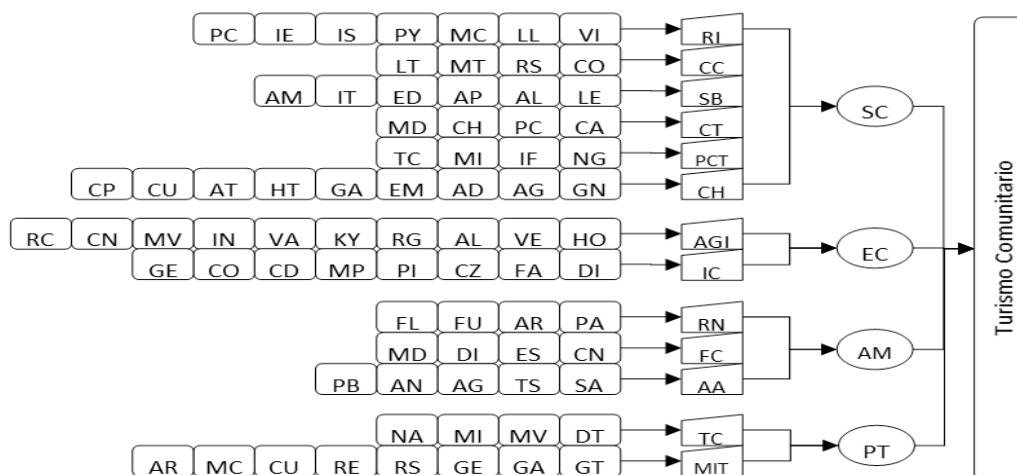 PC IE IS PY MC LL VI RI
LT MT RS CO CC
AM IT ED AP AL LE SB
SC
MD CH PC CA CT
TC MI IF NG PCT
CP CU AT HT GA EM AD AG GN CH
RC CN MV IN VA KY RG AL VE HO AGI
EC
GE CO CD MP PI CZ FA DI IC
FL FU AR PA RN
MD DI ES CN FC AM
PB AN AG TS SA AA
NA MI MV DT TC
PT
AR MC CU RE RS GE GA GT MIT
Turismo Comunitario